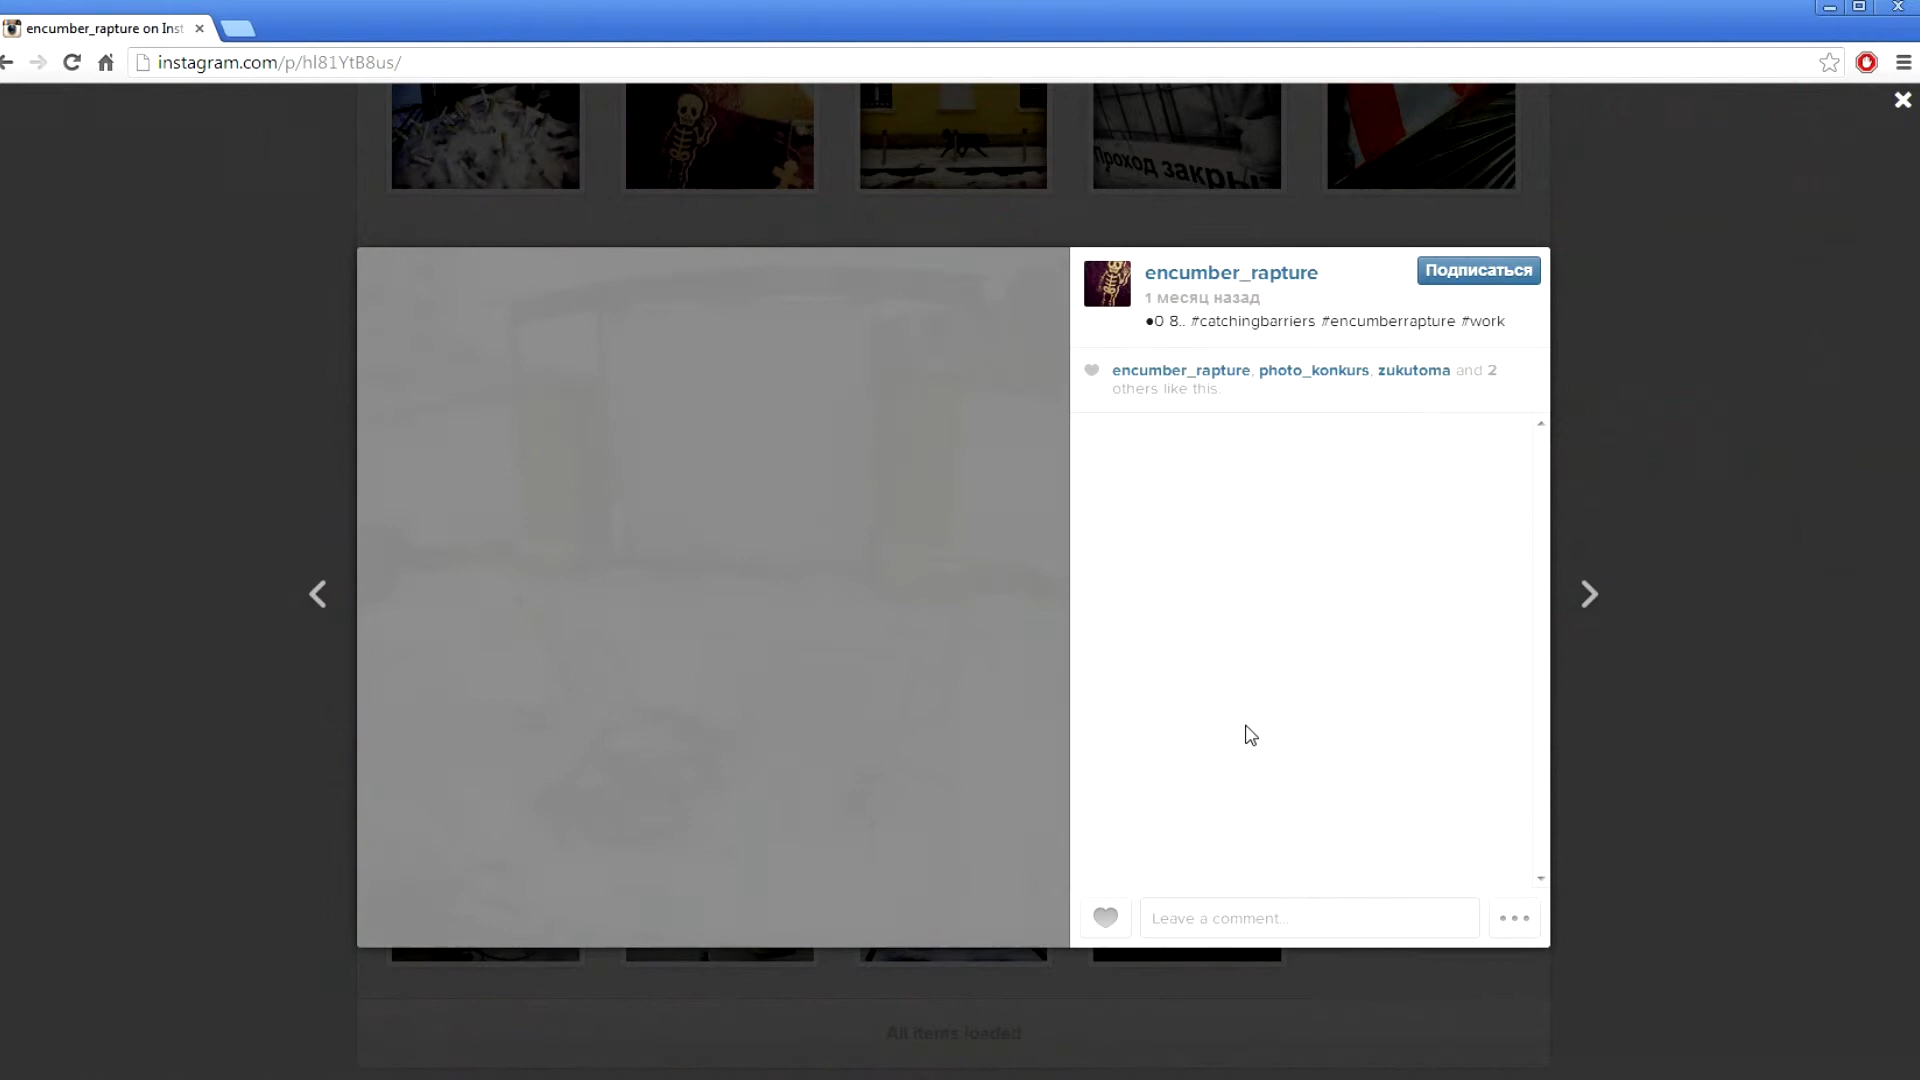 encumber_rapture on Inst
instagram.com/p/hl81YtB8us/
Проход закры
encumber_rapture
Подписаться
1 месяц назад
●0 8.. #catchingbarriers #encumberrapture #work
encumber_rapture, photo_konkurs, zukutoma and 2
others like this.
Leave a comment...
All items loaded